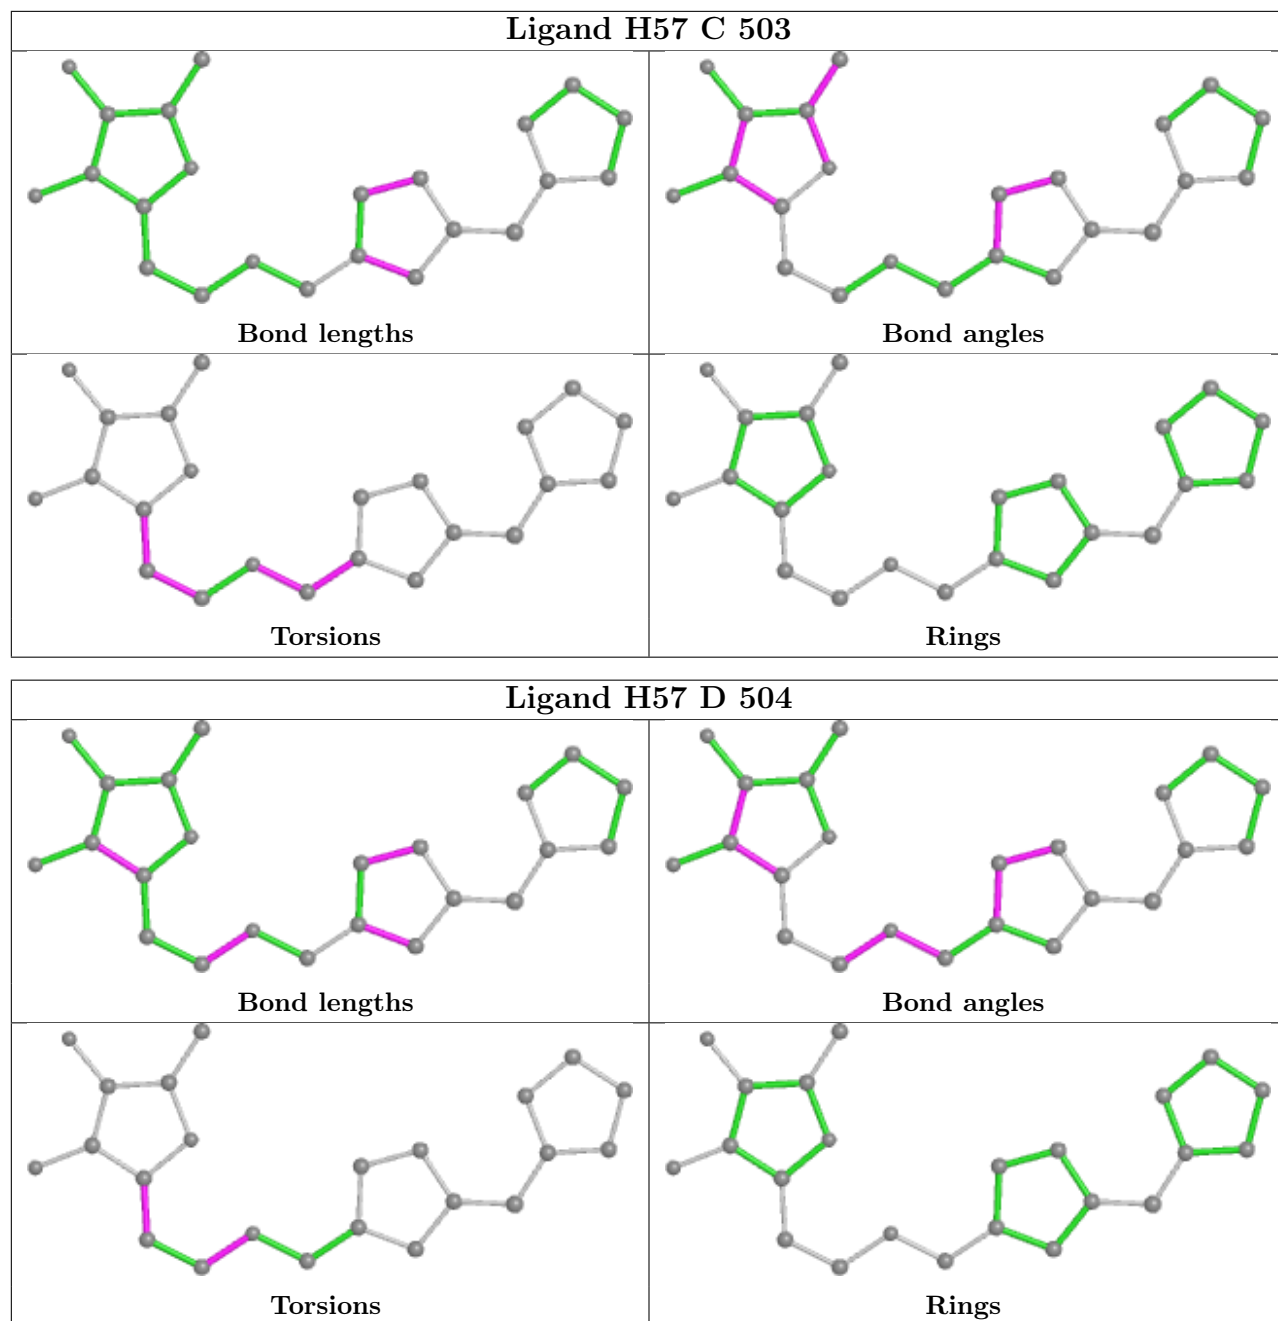 Ligand H57 C 503
Bond lengths
Bond angles
Torsions
Rings
Ligand H57 D 504
Bond lengths
Bond angles
Torsions
Rings